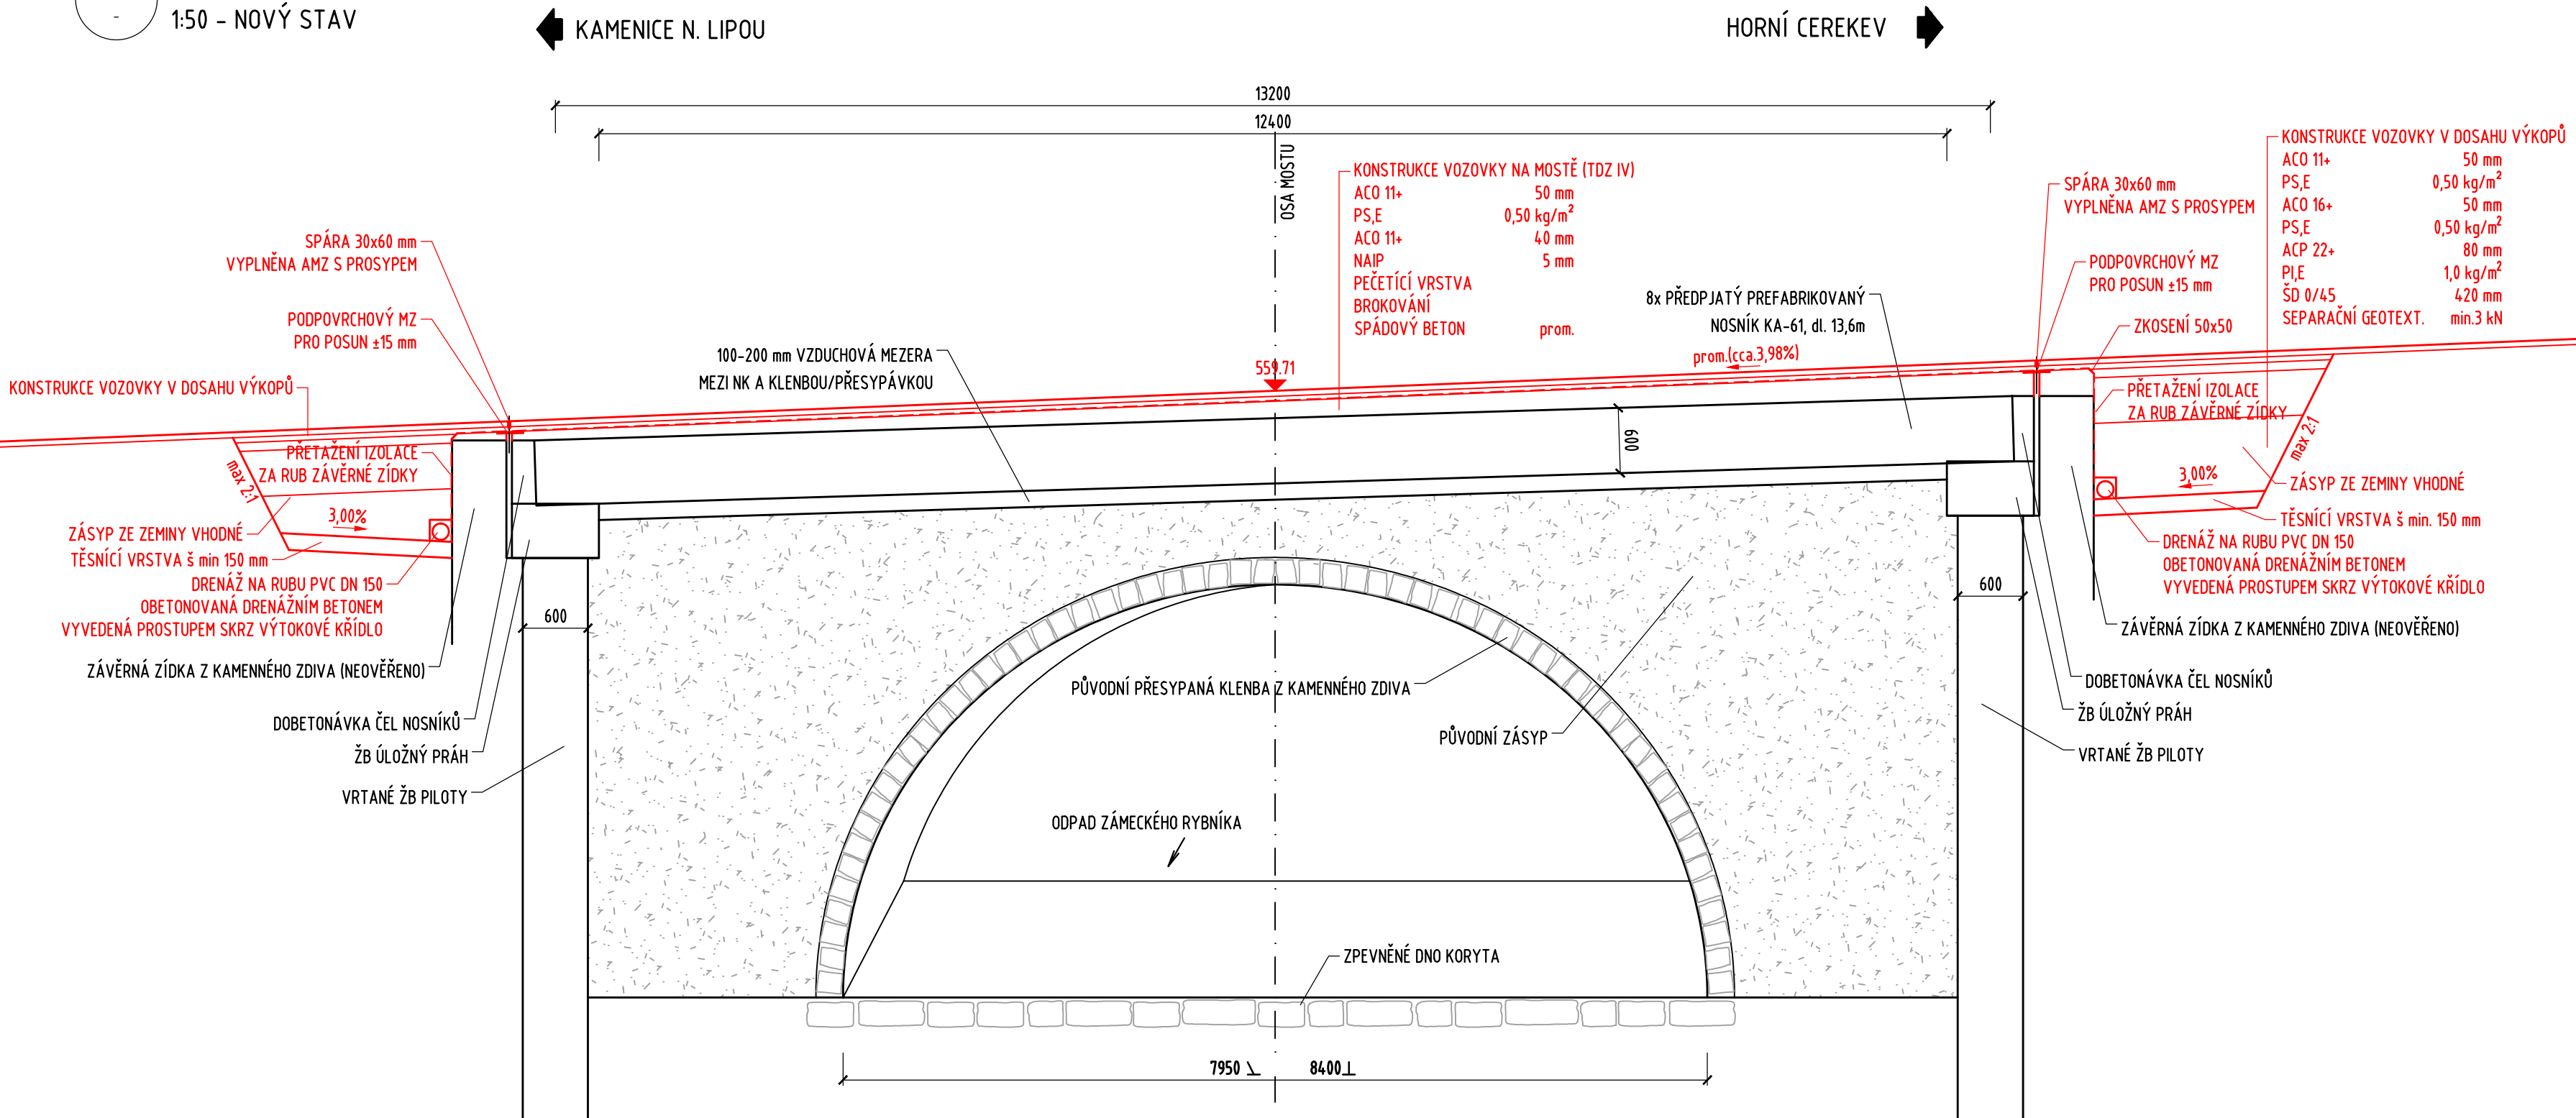 -
1:50 - NOVÝ STAV
KAMENICE N. LIPOU
HORNÍ CEREKEV
13200
12400
OSA MOSTU
KONSTRUKCE VOZOVKY NA MOSTĚ (TDZ IV)
ACO 11+ 50 mm
PS,E 0,50 kg/m²
ACO 11+ 40 mm
NAIP 5 mm
PEČETÍCÍ VRSTVA
BROKOVÁNÍ
SPÁDOVÝ BETON prom.
KONSTRUKCE VOZOVKY V DOSAHU VÝKOPŮ
ACO 11+ 50 mm
PS,E 0,50 kg/m²
ACO 16+ 50 mm
PS,E 0,50 kg/m²
ACP 22+ 80 mm
PI,E 1,0 kg/m²
ŠD 0/45 420 mm
SEPARAČNÍ GEOTEXT. min.3 kN
SPÁRA 30x60 mm
VYPLNĚNA AMZ S PROSYPEM
PODPOVRCHOVÝ MZ
PRO POSUN ±15 mm
ZKOSENÍ 50x50
SPÁRA 30x60 mm
VYPLNĚNA AMZ S PROSYPEM
PODPOVRCHOVÝ MZ
PRO POSUN ±15 mm
KONSTRUKCE VOZOVKY V DOSAHU VÝKOPŮ
8x PŘEDPJATÝ PREFABRIKOVANÝ
NOSNÍK KA-61, dl. 13,6m
prom.(cca.3,98%)
100-200 mm VZDUCHOVÁ MEZERA
MEZI NK A KLENBOU/PŘESYPÁVKOU
559.71
600
PŘETAŽENÍ IZOLACE
ZA RUB ZÁVĚRNÉ ZÍDKY
max 2:1
3,00%
ZÁSYP ZE ZEMINY VHODNÉ
TĚSNÍCÍ VRSTVA š min 150 mm
DRENÁŽ NA RUBU PVC DN 150
OBETONOVANÁ DRENÁŽNÍM BETONEM
VYVEDENÁ PROSTUPEM SKRZ VÝTOKOVÉ KŘÍDLO
ZÁVĚRNÁ ZÍDKA Z KAMENNÉHO ZDIVA (NEOVĚŘENO)
DOBETONÁVKA ČEL NOSNÍKŮ
ŽB ÚLOŽNÝ PRÁH
VRTANÉ ŽB PILOTY
600
PŘETAŽENÍ IZOLACE
ZA RUB ZÁVĚRNÉ ZÍDKY
max 2:1
3,00%
ZÁSYP ZE ZEMINY VHODNÉ
TĚSNÍCÍ VRSTVA š min. 150 mm
DRENÁŽ NA RUBU PVC DN 150
OBETONOVANÁ DRENÁŽNÍM BETONEM
VYVEDENÁ PROSTUPEM SKRZ VÝTOKOVÉ KŘÍDLO
600
ZÁVĚRNÁ ZÍDKA Z KAMENNÉHO ZDIVA (NEOVĚŘENO)
DOBETONÁVKA ČEL NOSNÍKŮ
ŽB ÚLOŽNÝ PRÁH
VRTANÉ ŽB PILOTY
PŮVODNÍ PŘESYPANÁ KLENBA Z KAMENNÉHO ZDIVA
PŮVODNÍ ZÁSYP
ODPAD ZÁMECKÉHO RYBNÍKA
ZPEVNĚNÉ DNO KORYTA
7950 8400